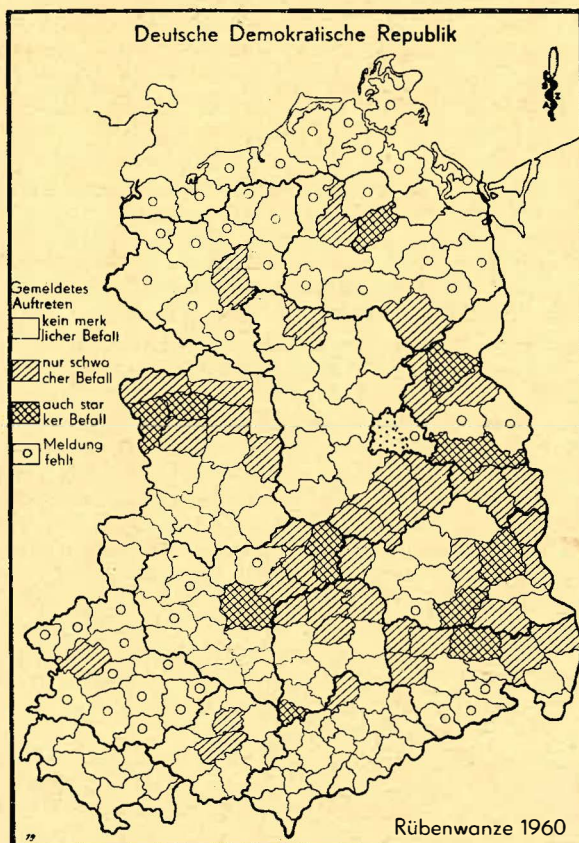 Deutsche Demokratische Republik
Gemeldetes
Auftreten
kein merk
licher Befall
nur schwa
cher Befall
auch star
ker Befall
Meldung
fehlt
Rübenwanze 1960